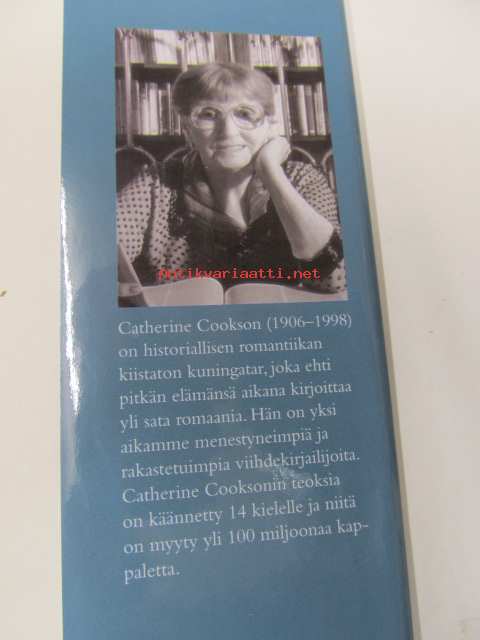 antikvariaatti.net
Catherine Cookson (1906–1998)
on historiallisen romantiikan
kiistaton kuningatar, joka ehti
pitkän elämänsä aikana kirjoittaa
yli sata romaania. Hän on yksi
aikamme menestyneimpiä ja
rakastetuimpia viihdekirjailijoita.
Catherine Cooksonin teoksia
on käännetty 14 kielelle ja niitä
on myyty yli 100 miljoonaa kap-
paletta.